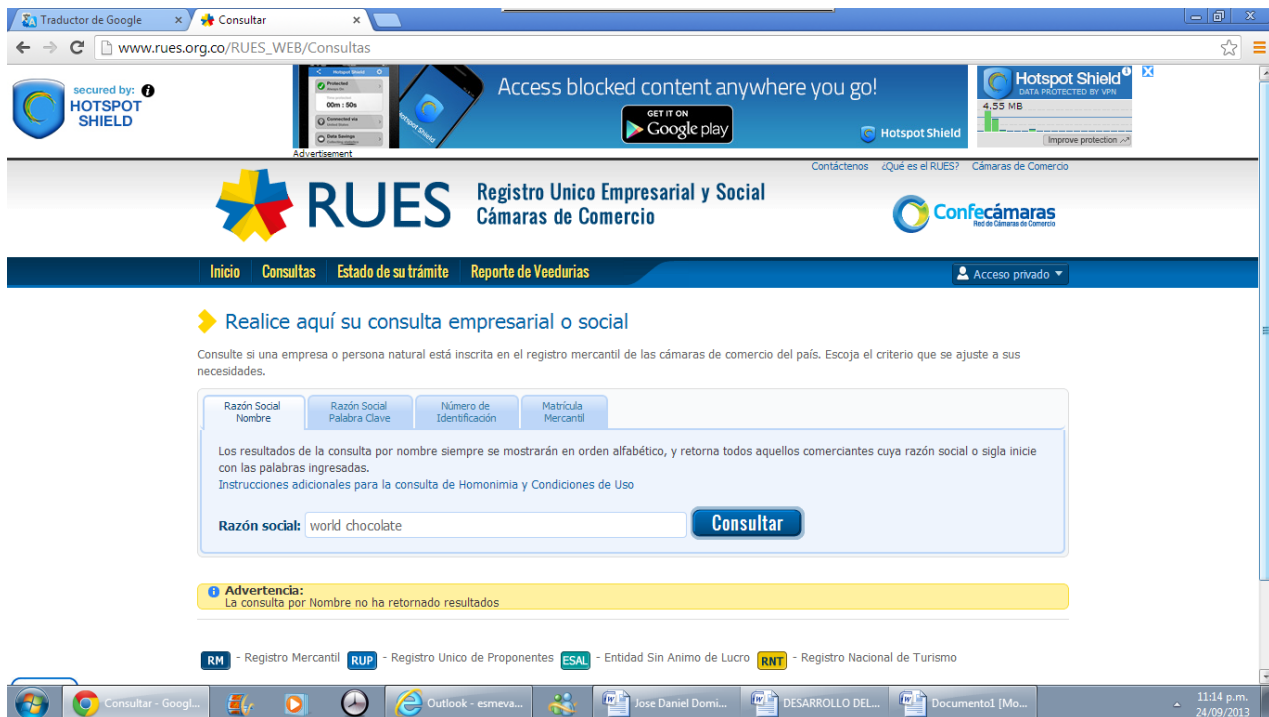 Traductor de Google
Consultar
www.rues.org.co/RUES_WEB/Consultas
secured by:
HOTSPOT
SHIELD
Protected
00m : 50s
Connected via
Data Savings
Hotspot Shield
Advertisement
Access blocked content anywhere you go!
GET IT ON
Google play
Hotspot Shield
Hotspot Shield
DATA PROTECTED BY VPN
4.55 MB
Improve protection
Contáctenos ¿Qué es el RUES? Cámaras de Comercio
RUES
Registro Unico Empresarial y Social
Cámaras de Comercio
Confecámaras
Red de Cámaras de Comercio
Inicio Consultas Estado de su trámite Reporte de Veedurias
Acceso privado
Realice aquí su consulta empresarial o social
Consulte si una empresa o persona natural está inscrita en el registro mercantil de las cámaras de comercio del país. Escoja el criterio que se ajuste a sus
necesidades.
Razón Social
Nombre
Razón Social
Palabra Clave
Número de
Identificación
Matrícula
Mercantil
Los resultados de la consulta por nombre siempre se mostrarán en orden alfabético, y retorna todos aquellos comerciantes cuya razón social o sigla inicie
con las palabras ingresadas.
Instrucciones adicionales para la consulta de Homonimia y Condiciones de Uso
Razón social: world chocolate
Consultar
Advertencia:
La consulta por Nombre no ha retornado resultados
RM - Registro Mercantil RUP - Registro Unico de Proponentes ESAL - Entidad Sin Animo de Lucro RNT - Registro Nacional de Turismo
Consultar - Googl...
Outlook - esmeva...
Jose Daniel Domi...
DESARROLLO DEL...
Documento1 [Mo...
11:14 p.m.
24/09/2013